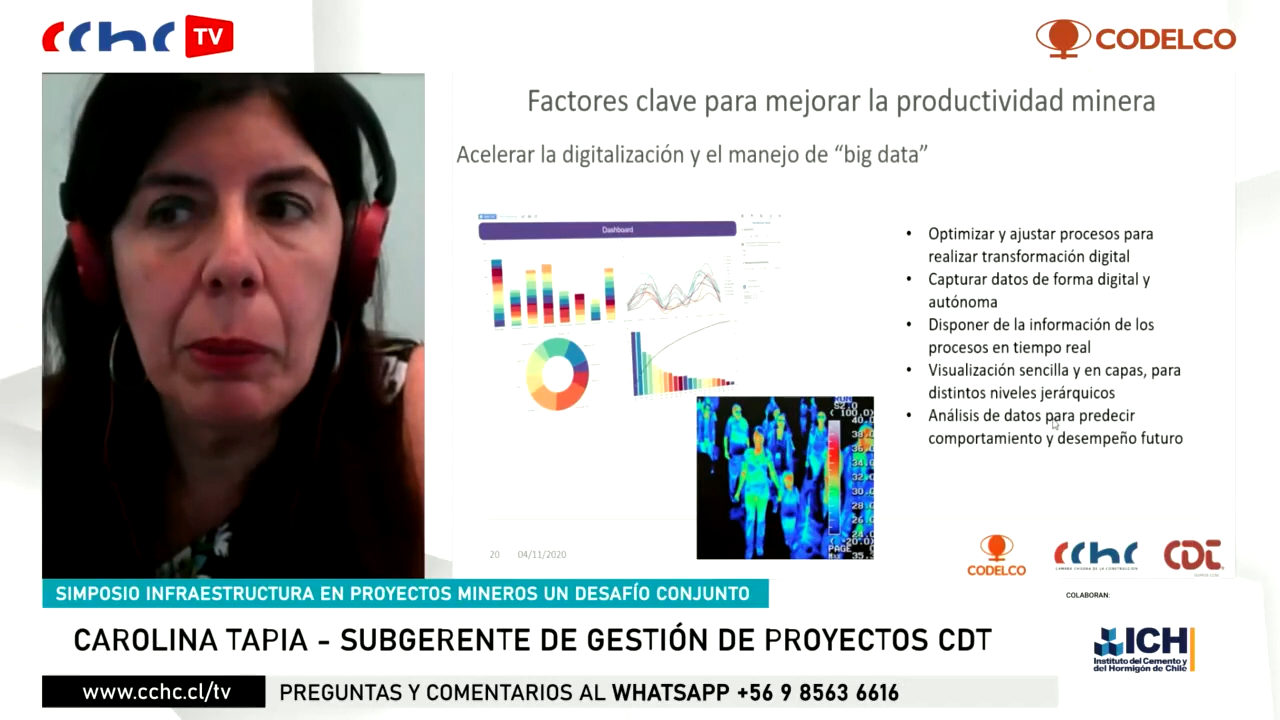 cchc TV
CODELCO
Factores clave para mejorar la productividad minera
Acelerar la digitalización y el manejo de “big data”
Dashboard
• Optimizar y ajustar procesos para
realizar transformación digital
• Capturar datos de forma digital y
autónoma
• Disponer de la información de los
procesos en tiempo real
• Visualización sencilla y en capas, para
distintos niveles jerárquicos
• Análisis de datos para predecir
comportamiento y desempeño futuro
20 04/11/2020
CODELCO
cchc
CAMARA CHILENA DE LA CONSTRUCCION
CDT
SIMPOSIO INFRAESTRUCTURA EN PROYECTOS MINEROS UN DESAFÍO CONJUNTO
COLABORAN:
CAROLINA TAPIA - SUBGERENTE DE GESTIÓN DE PROYECTOS CDT
ICH
Instituto del Cemento y
del Hormigón de Chile
www.cchc.cl/tv
PREGUNTAS Y COMENTARIOS AL WHATSAPP +56 9 8563 6616